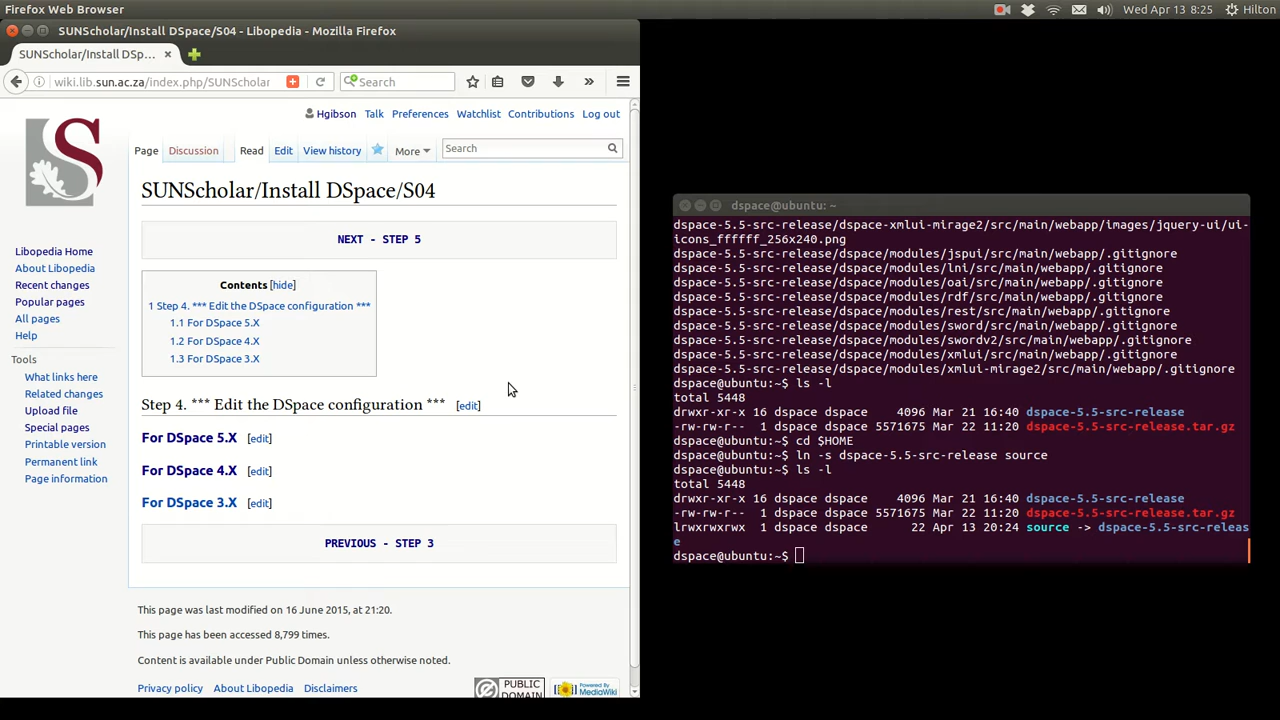 Firefox Web Browser
Wed Apr 13 8:25 Hilton
SUNScholar/Install DSpace/S04 - Libopedia - Mozilla Firefox
SUNScholar/Install DSp...
wiki.lib.sun.ac.za/index.php/SUNScholar
Search
Hgibson Talk Preferences Watchlist Contributions Log out
Page Discussion Read Edit View history More Search
SUNScholar/Install DSpace/S04
NEXT - STEP 5
Contents [hide]
1 Step 4. *** Edit the DSpace configuration ***
1.1 For DSpace 5.X
1.2 For DSpace 4.X
1.3 For DSpace 3.X
Step 4. *** Edit the DSpace configuration *** [edit]
For DSpace 5.X [edit]
For DSpace 4.X [edit]
For DSpace 3.X [edit]
PREVIOUS - STEP 3
This page was last modified on 16 June 2015, at 21:20.
This page has been accessed 8,799 times.
Content is available under Public Domain unless otherwise noted.
Privacy policy About Libopedia Disclaimers
PUBLIC DOMAIN
Powered By MediaWiki
S
Libopedia Home
About Libopedia
Recent changes
Popular pages
All pages
Help
Tools
What links here
Related changes
Upload file
Special pages
Printable version
Permanent link
Page information
dspace@ubuntu: ~
dspace-5.5-src-release/dspace-xmlui-mirage2/src/main/webapp/images/jquery-ui/ui-
icons_ffffff_256x240.png
dspace-5.5-src-release/dspace/modules/jspui/src/main/webapp/.gitignore
dspace-5.5-src-release/dspace/modules/lni/src/main/webapp/.gitignore
dspace-5.5-src-release/dspace/modules/oai/src/main/webapp/.gitignore
dspace-5.5-src-release/dspace/modules/rdf/src/main/webapp/.gitignore
dspace-5.5-src-release/dspace/modules/rest/src/main/webapp/.gitignore
dspace-5.5-src-release/dspace/modules/sword/src/main/webapp/.gitignore
dspace-5.5-src-release/dspace/modules/swordv2/src/main/webapp/.gitignore
dspace-5.5-src-release/dspace/modules/xmlui/src/main/webapp/.gitignore
dspace-5.5-src-release/dspace/modules/xmlui-mirage2/src/main/webapp/.gitignore
dspace@ubuntu:~$ ls -l
total 5448
drwxr-xr-x 16 dspace dspace 4096 Mar 21 16:40 dspace-5.5-src-release
-rw-rw-r-- 1 dspace dspace 5571675 Mar 22 11:20 dspace-5.5-src-release.tar.gz
dspace@ubuntu:~$ cd $HOME
dspace@ubuntu:~$ ln -s dspace-5.5-src-release source
dspace@ubuntu:~$ ls -l
total 5448
drwxr-xr-x 16 dspace dspace 4096 Mar 21 16:40 dspace-5.5-src-release
-rw-rw-r-- 1 dspace dspace 5571675 Mar 22 11:20 dspace-5.5-src-release.tar.gz
lrwxrwxrwx 1 dspace dspace 22 Apr 13 20:24 source -> dspace-5.5-src-releas
e
dspace@ubuntu:~$